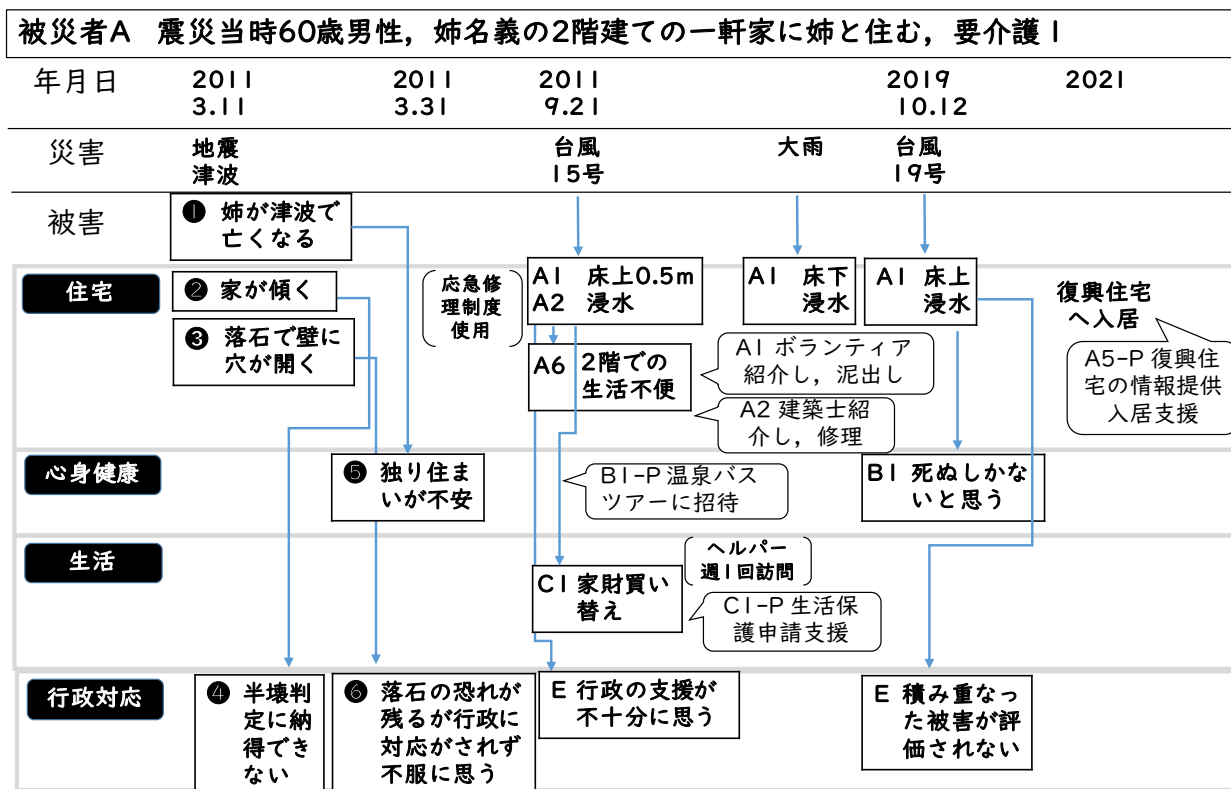 被災者A 震災当時60歳男性，姉名義の2階建ての一軒家に姉と住む，要介護1
年月日
2011
3.11
2011
3.31
2011
9.21
2019
10.12
2021
災害
地震
津波
台風
15号
大雨
台風
19号
被害
❶ 姉が津波で
亡くなる
住宅
❷ 家が傾く
❸ 落石で壁に
穴が開く
応急修
理制度
使用
A1 床上0.5m
A2 浸水
A6 2階での
生活不便
A1 ボランティア
紹介し，泥出し
A2 建築士紹
介し，修理
A1 床下
浸水
A1 床上
浸水
復興住宅
へ入居
A5-P 復興住
宅の情報提供
入居支援
心身健康
❺ 独り住ま
いが不安
B1-P 温泉バス
ツアーに招待
B1 死ぬしかな
いと思う
生活
C1 家財買い
替え
ヘルパー
週1回訪問
C1-P 生活保
護申請支援
行政対応
❹ 半壊判
定に納
得でき
ない
❻ 落石の恐れが
残るが行政に
対応がされず
不服に思う
E 行政の支援が
不十分に思う
E 積み重なっ
た被害が評
価されない